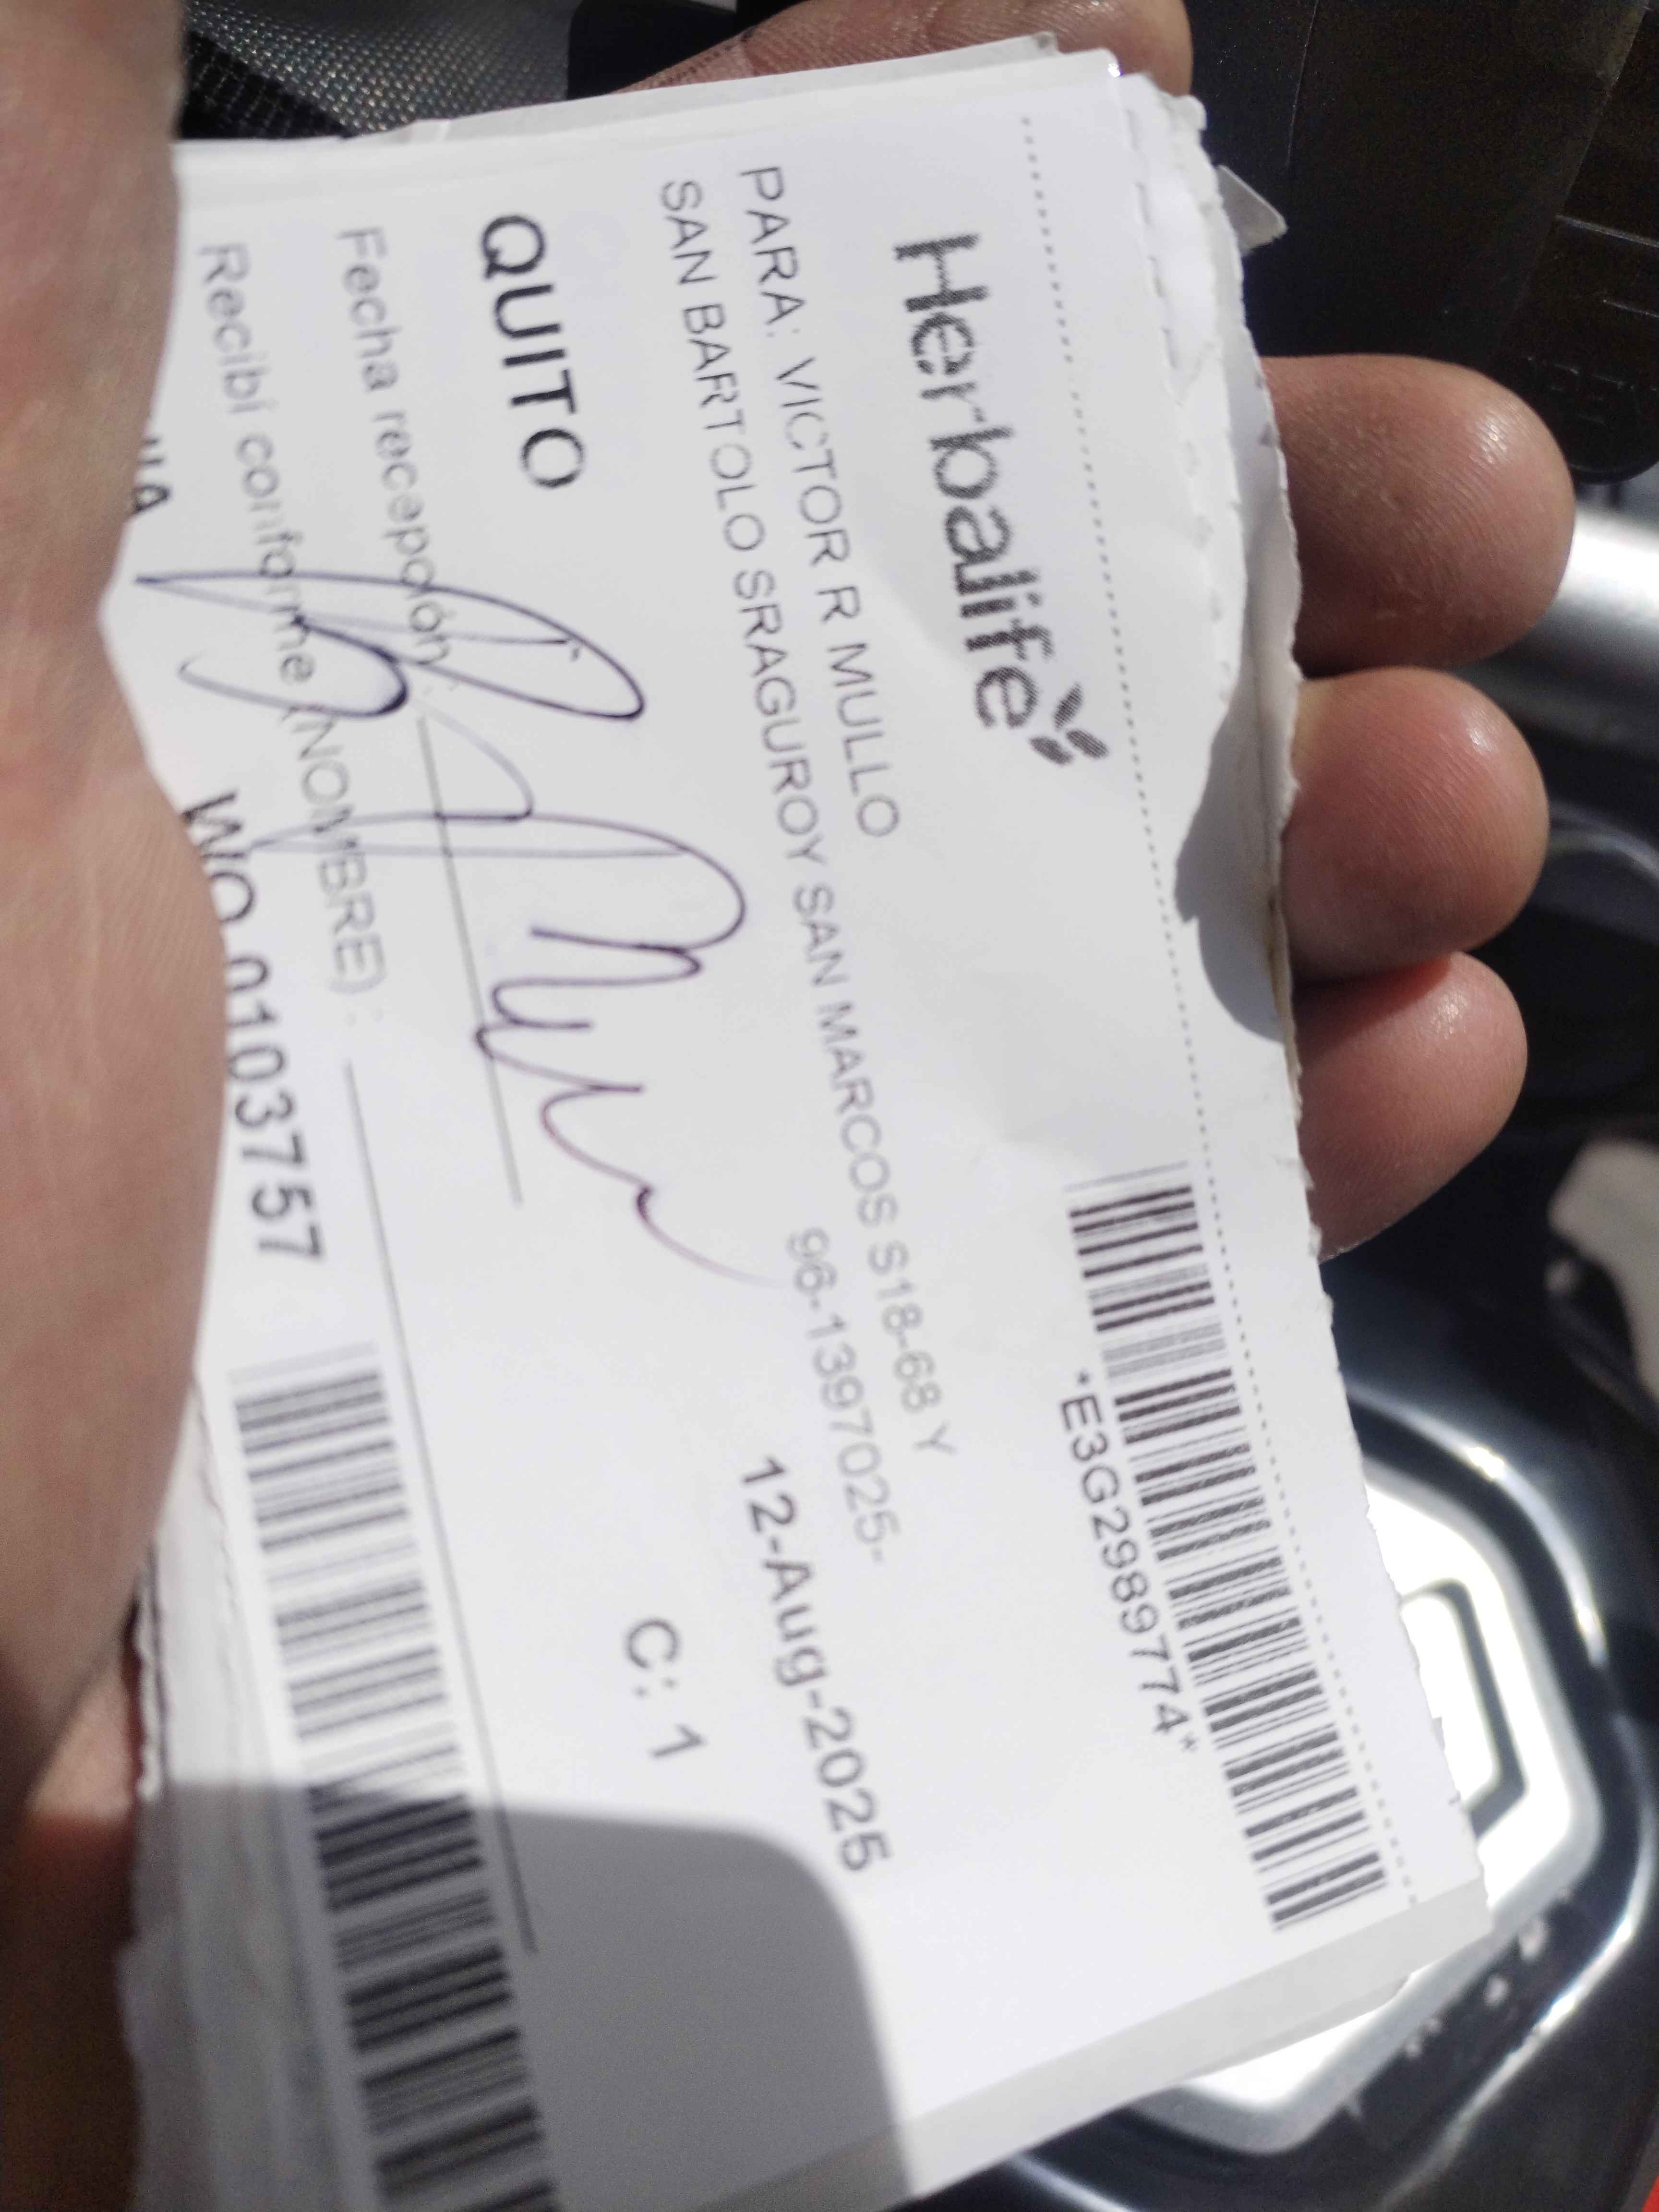 *E3G2989774*
Herbalife
PARA: VICTOR R MULLO
SAN BARTOLO SRAGUROY SAN MARCOS S18-68 Y
96-1397025-
12-Aug-2025
QUITO
C: 1
Fecha recepción:
Recibí conforme (NOMBRE) :
WO 0103757